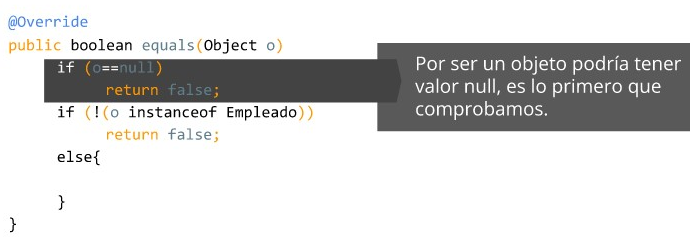 @Override
public boolean equals(Object o)
if (o==null)
return false;
if (!(o instanceof Empleado))
return false;
else{
}
}
Por ser un objeto podría tener
valor null, es lo primero que
comprobamos.